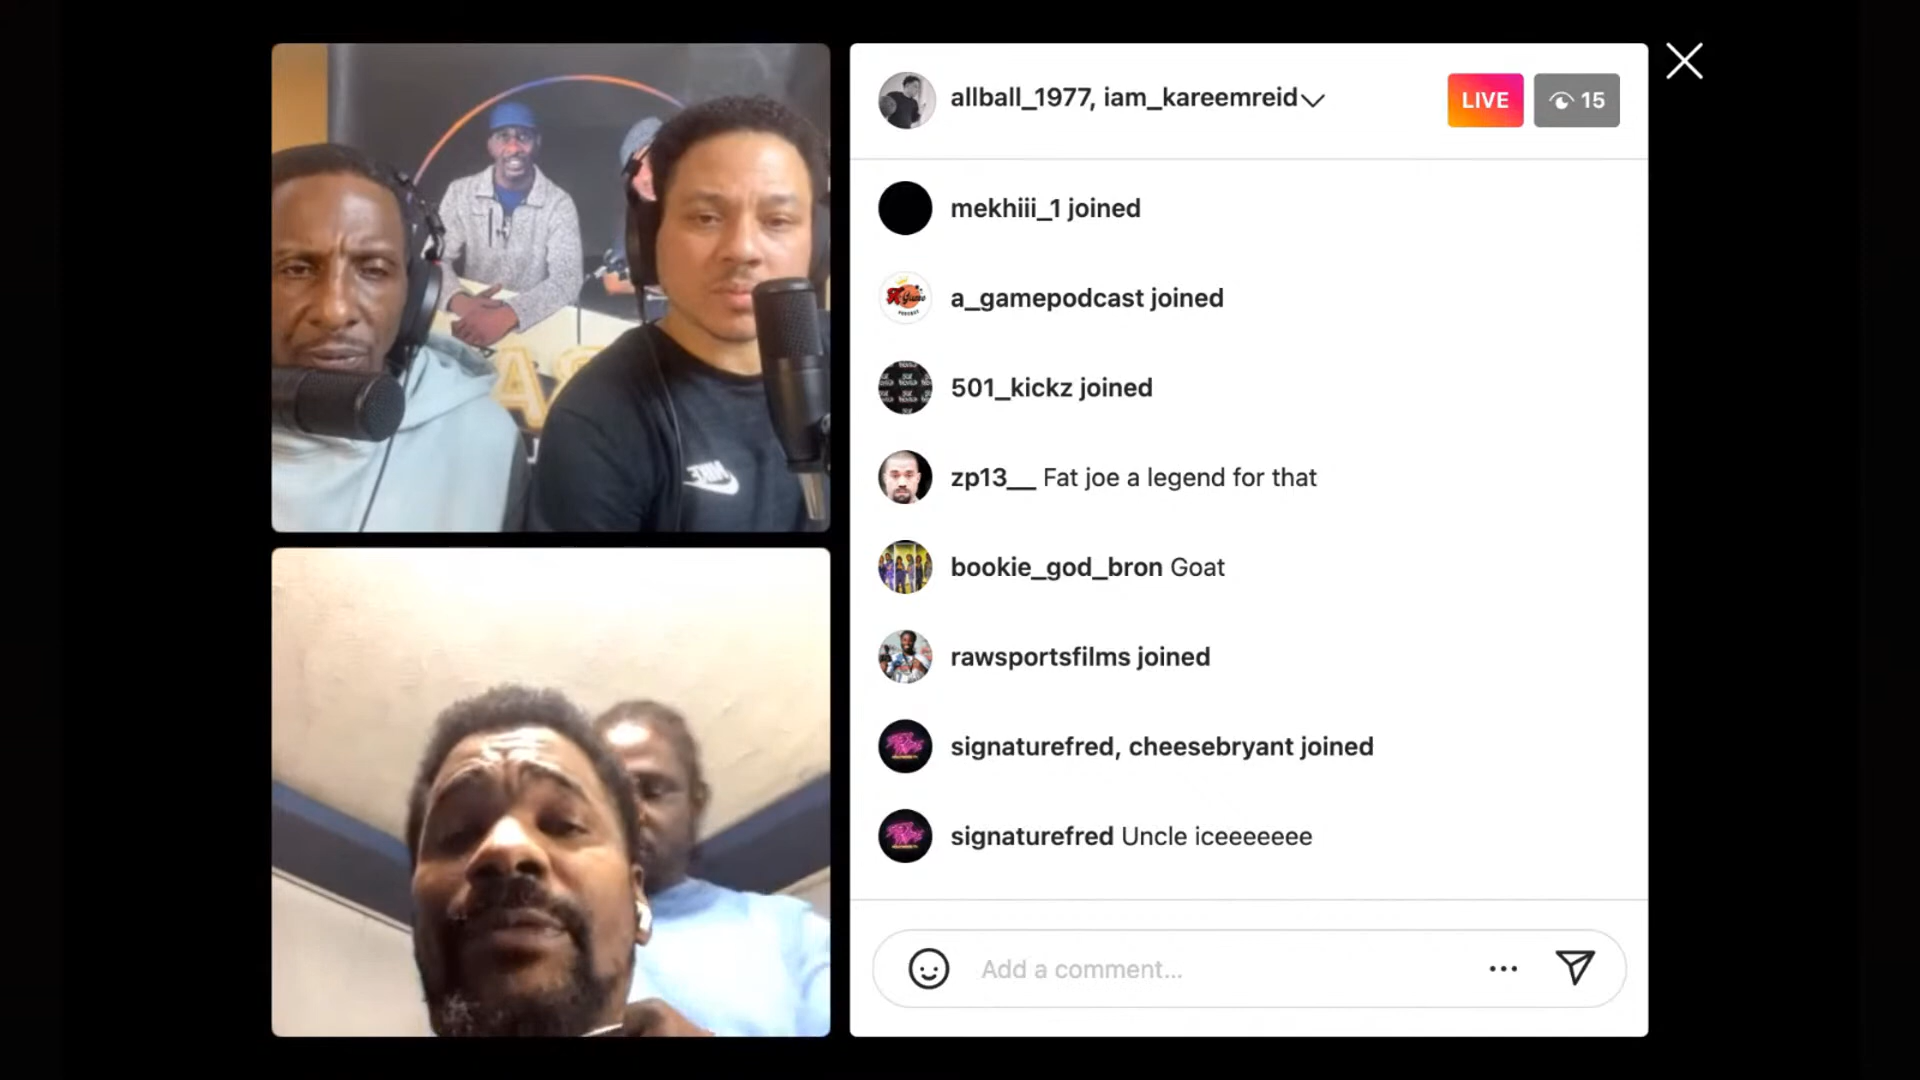 allball_1977, iam_kareemreid
LIVE
15
mekhiii_1 joined
a_gamepodcast joined
501_kickz joined
zp13__ Fat joe a legend for that
bookie_god_bron Goat
rawsportsfilms joined
signaturefred, cheesebryant joined
signaturefred Uncle iceeeeeee
Add a comment...
NIKE